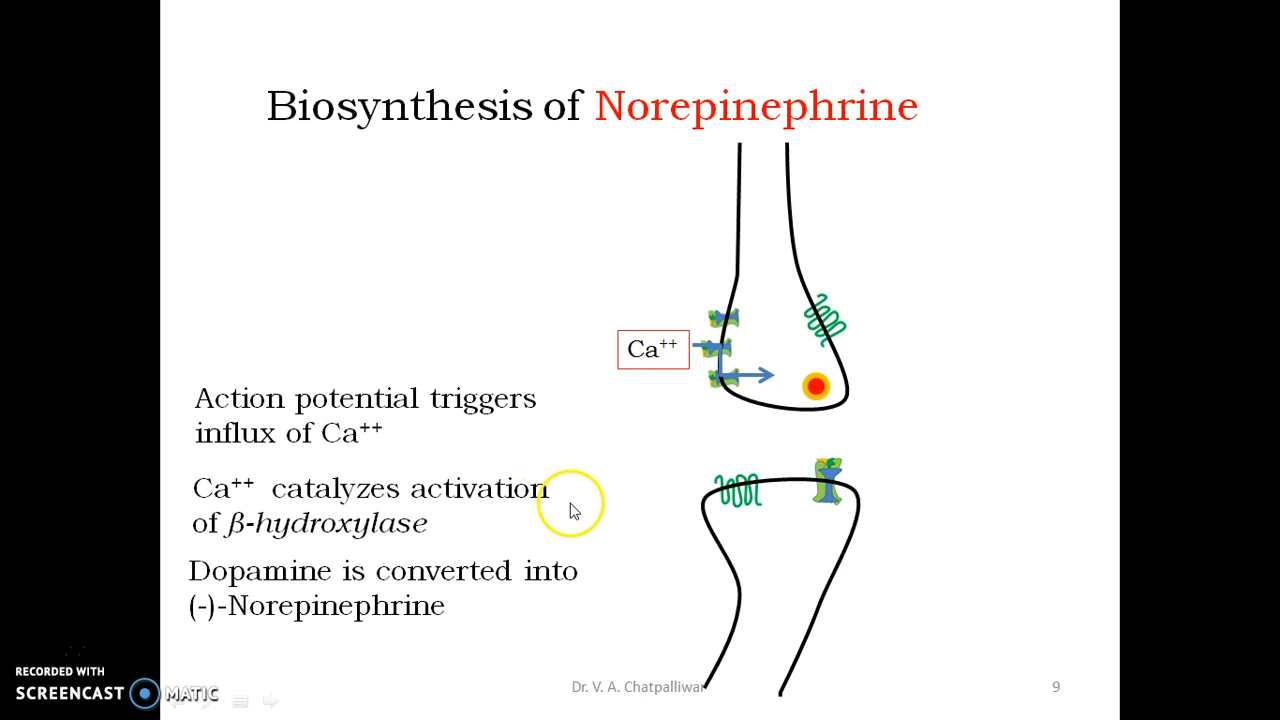 Biosynthesis of Norepinephrine
Ca⁺⁺
Action potential triggers
influx of Ca⁺⁺
Ca⁺⁺ catalyzes activation
of ß-hydroxylase
Dopamine is converted into
(-)-Norepinephrine
RECORDED WITH
SCREENCAST MATIC
Dr. V. A. Chatpalliwar
9